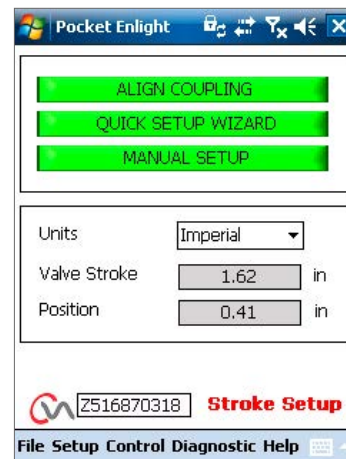 Pocket Enlight
ALIGN COUPLING
QUICK SETUP WIZARD
MANUAL SETUP
Units Imperial
Valve Stroke 1.62 in
Position 0.41 in
Z516870318 Stroke Setup
File Setup Control Diagnostic Help